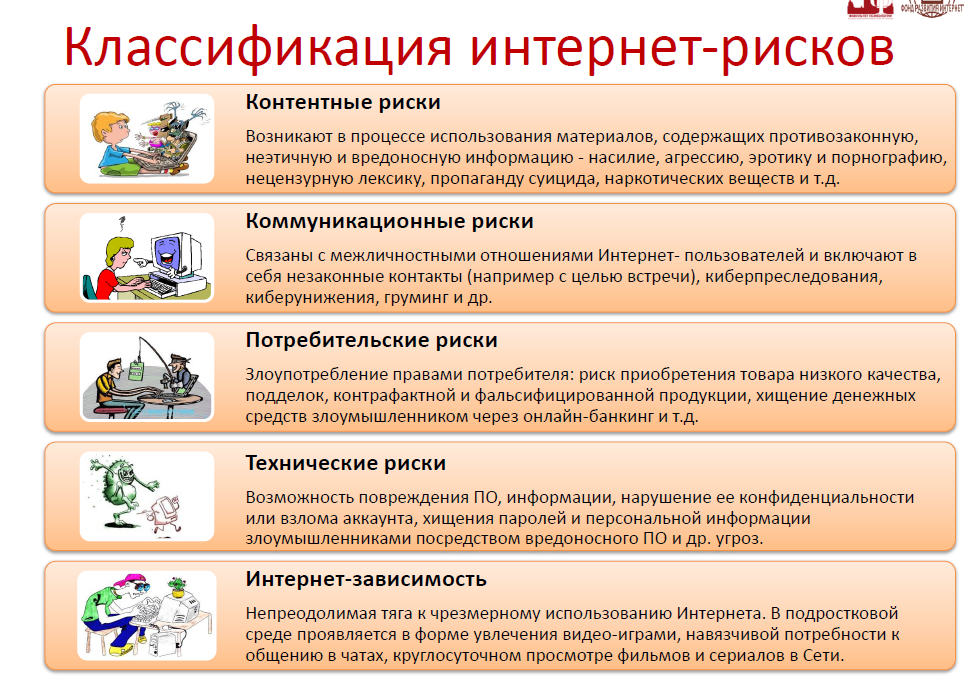 ФОНД РАЗВИТИЯ ИНТЕРНЕТ
Классификация интернет-рисков
Контентные риски
Возникают в процессе использования материалов, содержащих противозаконную,
неэтичную и вредоносную информацию - насилие, агрессию, эротику и порнографию,
нецензурную лексику, пропаганду суицида, наркотических веществ и т.д.
Коммуникационные риски
Связаны с межличностными отношениями Интернет- пользователей и включают в
себя незаконные контакты (например с целью встречи), киберпреследования,
киберунижения, груминг и др.
Потребительские риски
Злоупотребление правами потребителя: риск приобретения товара низкого качества,
подделок, контрафактной и фальсифицированной продукции, хищение денежных
средств злоумышленником через онлайн-банкинг и т.д.
Технические риски
Возможность повреждения ПО, информации, нарушение ее конфиденциальности
или взлома аккаунта, хищения паролей и персональной информации
злоумышленниками посредством вредоносного ПО и др. угроз.
Интернет-зависимость
Непреодолимая тяга к чрезмерному использованию Интернета. В подростковой
среде проявляется в форме увлечения видео-играми, навязчивой потребности к
общению в чатах, круглосуточном просмотре фильмов и сериалов в Сети.